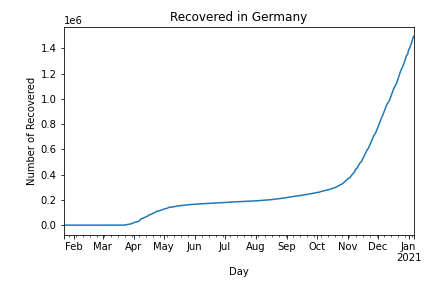 Recovered in Germany
1e6
1.4
1.2
1.0
0.8
0.6
0.4
0.2
0.0
Number of Recovered
Feb Mar Apr May Jun Jul Aug Sep Oct Nov Dec Jan
2021
Day